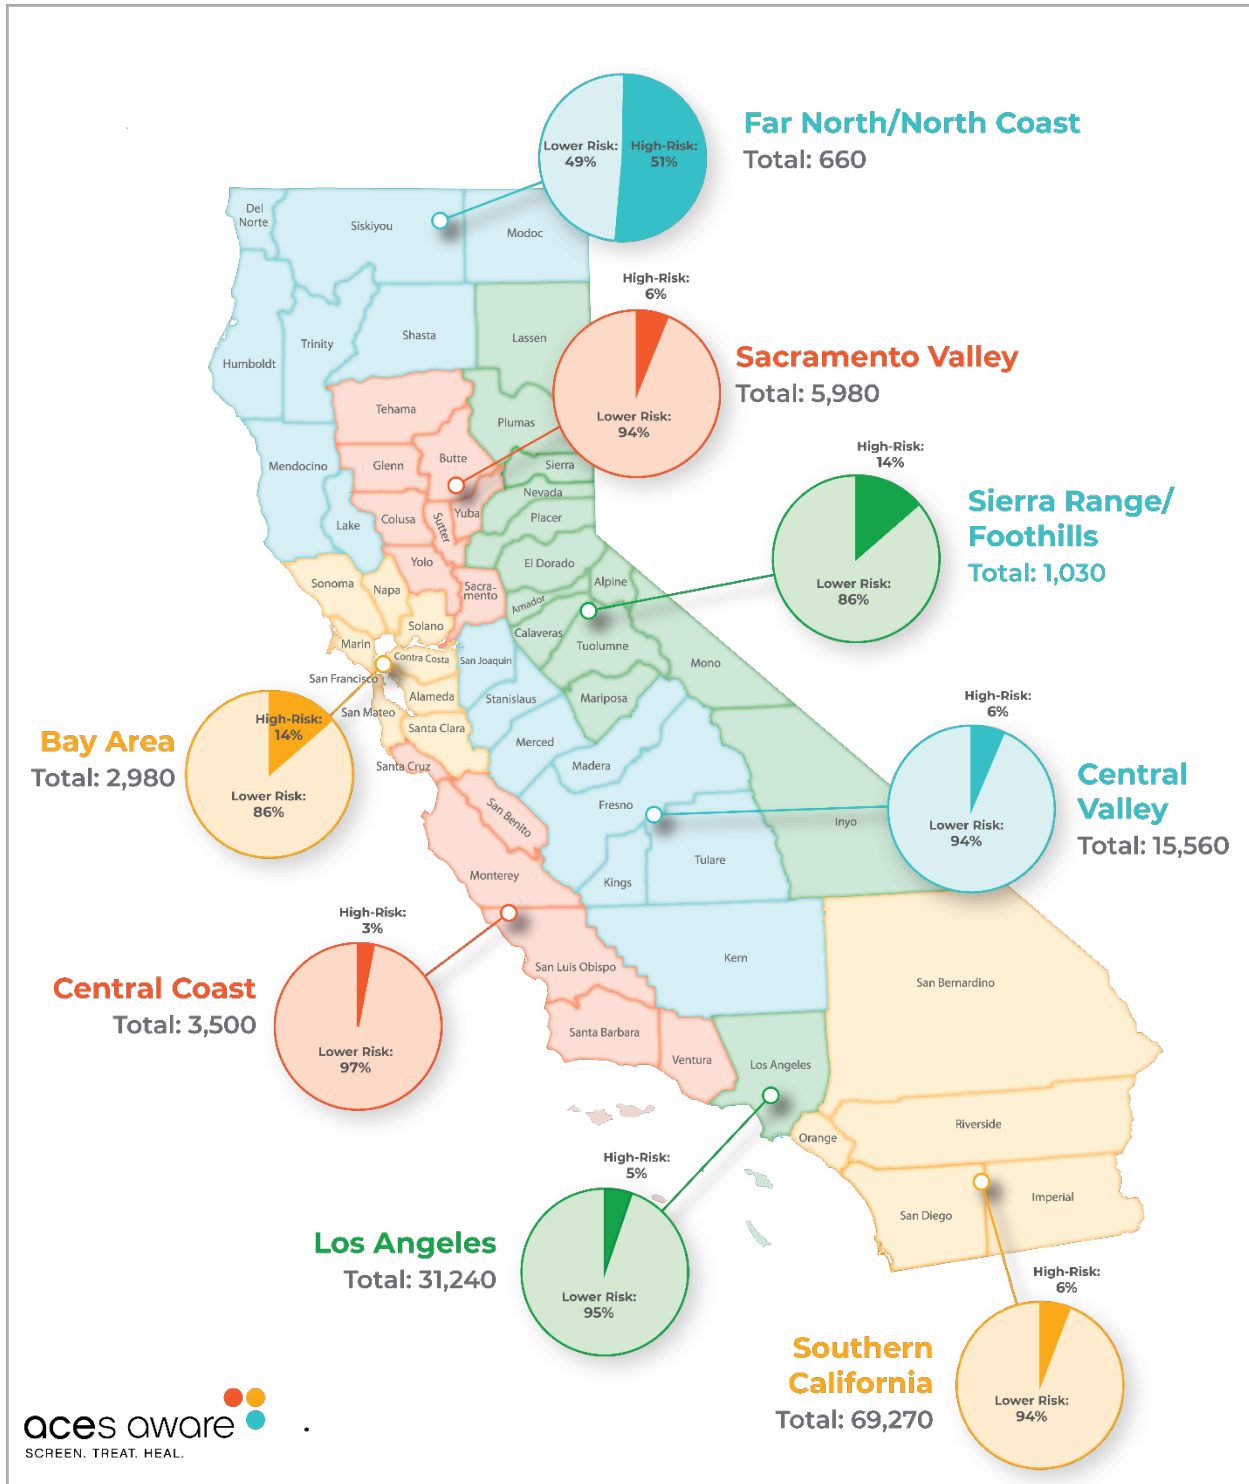 Far North/North Coast
Total: 660
Lower Risk:
49%
High-Risk:
51%
High-Risk:
6%
Lower Risk:
94%
Sacramento Valley
Total: 5,980
High-Risk:
14%
Lower Risk:
86%
Sierra Range/
Foothills
Total: 1,030
Bay Area
Total: 2,980
High-Risk:
14%
Lower Risk:
86%
High-Risk:
6%
Lower Risk:
94%
Central
Valley
Total: 15,560
Central Coast
Total: 3,500
High-Risk:
3%
Lower Risk:
97%
Los Angeles
Total: 31,240
High-Risk:
5%
Lower Risk:
95%
Southern
California
Total: 69,270
High-Risk:
6%
Lower Risk:
94%
Del
Norte
Siskiyou
Modoc
Humboldt
Trinity
Shasta
Lassen
Tehama
Plumas
Mendocino
Glenn
Butte
Sierra
Nevada
Lake
Colusa
Sutter
Yuba
Placer
Yolo
El Dorado
Sonoma
Napa
Sacra-
mento
Amador
Alpine
Solano
Calaveras
Marin
Contra Costa
San Joaquin
Tuolumne
Mono
San Francisco
Alameda
Stanislaus
Mariposa
San Mateo
Santa Clara
Merced
Madera
Santa Cruz
San Benito
Fresno
Inyo
Monterey
Kings
Tulare
San Luis Obispo
Kern
San Bernardino
Santa Barbara
Ventura
Los Angeles
Orange
Riverside
San Diego
Imperial
aces aware
SCREEN. TREAT. HEAL.
.